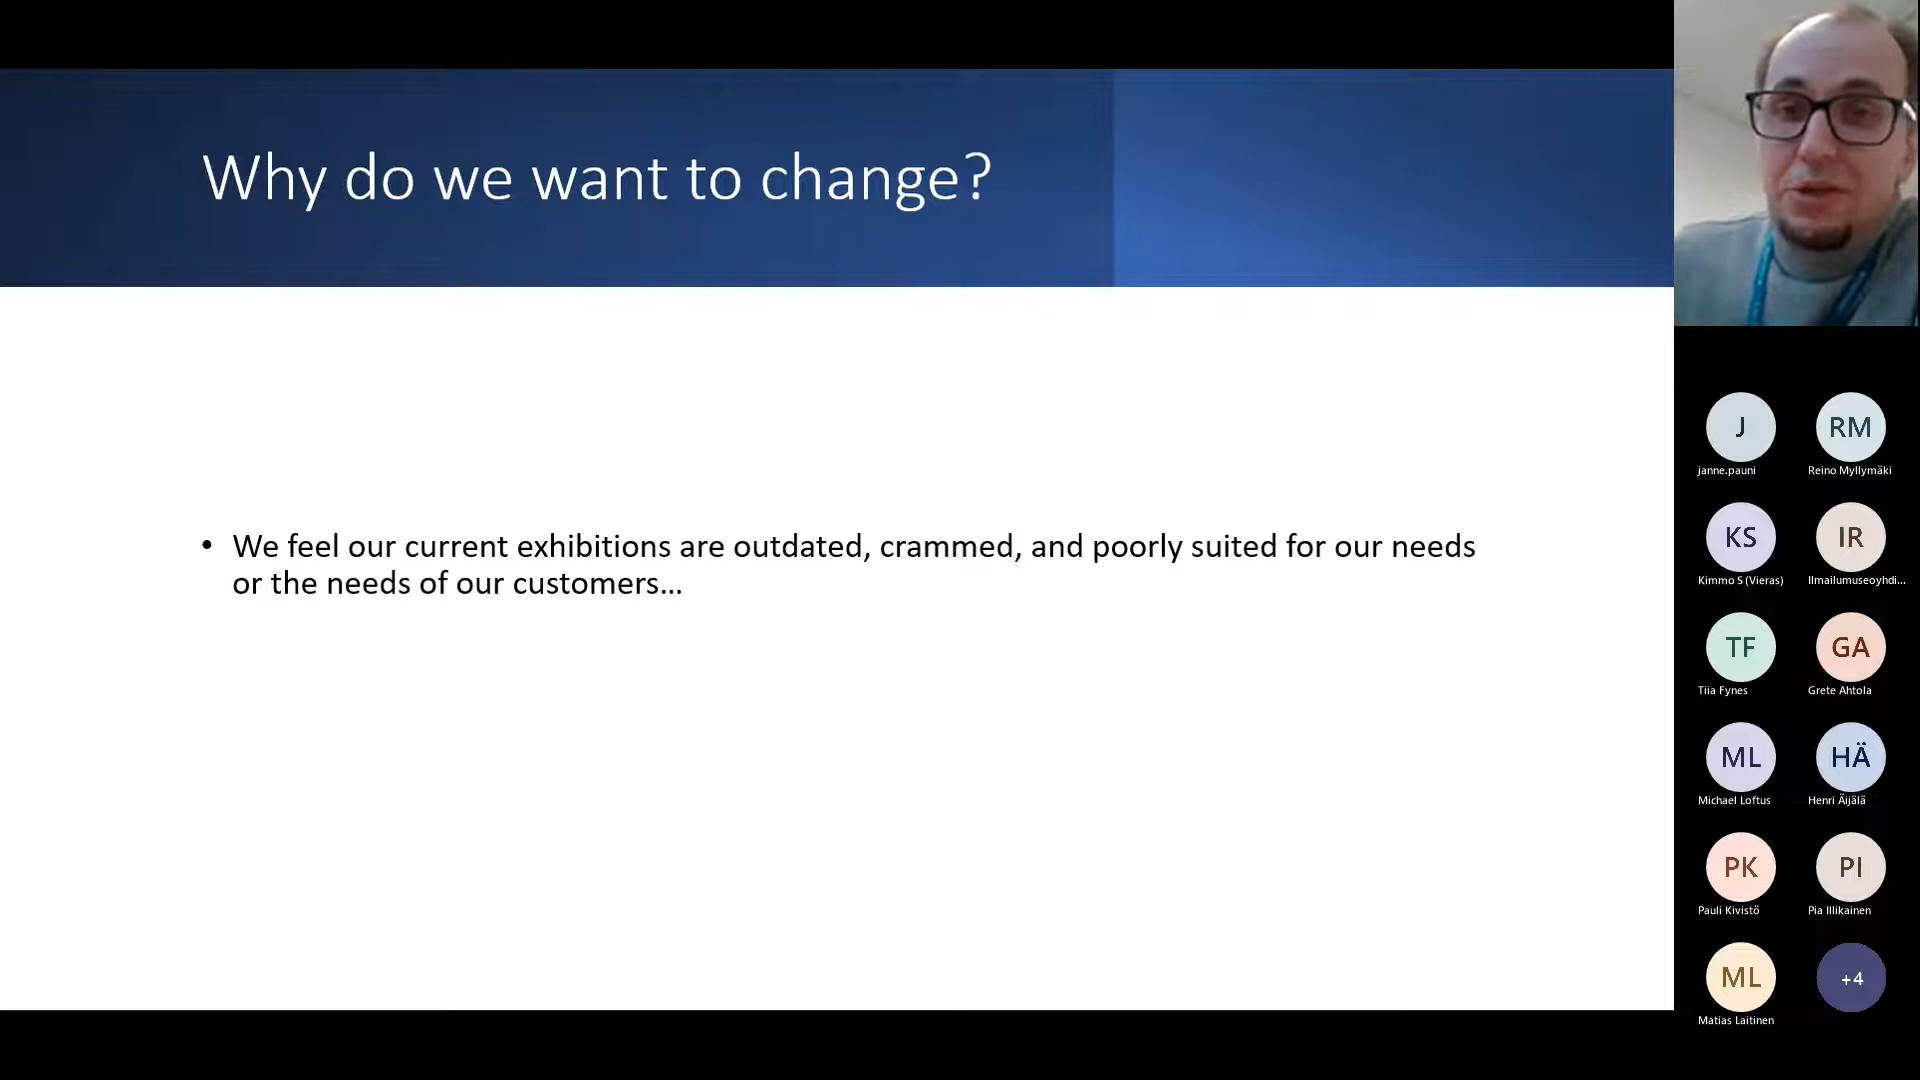 Why do we want to change?
• We feel our current exhibitions are outdated, crammed, and poorly suited for our needs
or the needs of our customers...
J
RM
janne.pauni
Reino Myllymäki
KS
IR
Kimmo S (Vieras)
Ilmailumuseoyhdi...
TF
GA
Tiia Fynes
Grete Ahtola
ML
HÄ
Michael Loftus
Henri Äijälä
PK
PI
Pauli Kivistö
Pia Illikainen
ML
+4
Matias Laitinen